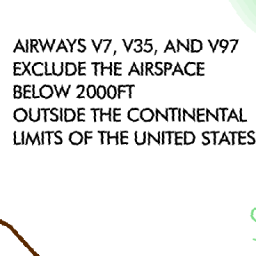 AIRWAYS V7, V35, AND V97
EXCLUDE THE AIRSPACE
BELOW 2000FT
OUTSIDE THE CONTINENTAL
LIMITS OF THE UNITED STATES